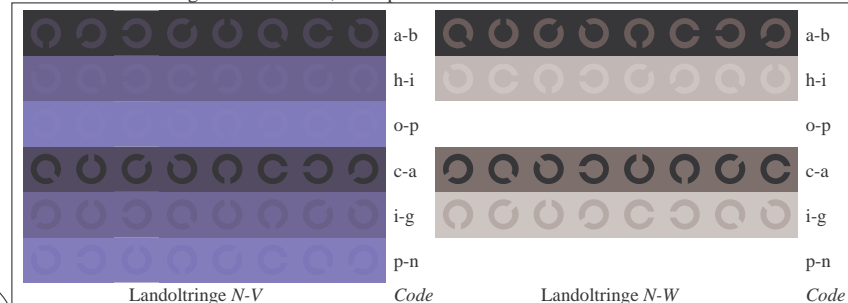 a-b a-b
h-i h-i
o-p o-p
c-a c-a
i-g i-g
p-n p-n
Landoltringe N-V Code Landoltringe N-W Code